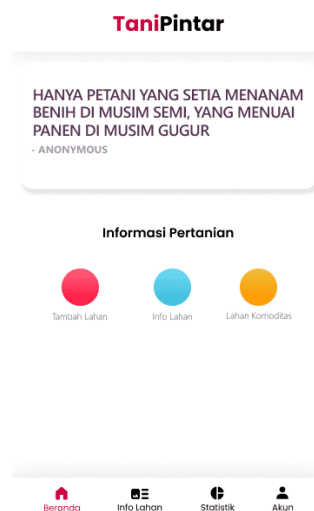 TaniPintar
HANYA PETANI YANG SETIA MENANAM
BENIH DI MUSIM SEMI, YANG MENUAI
PANEN DI MUSIM GUGUR
- ANONYMOUS
Informasi Pertanian
Tambah Lahan Info Lahan Lahan Komoditas
Beranda Info Lahan Statistik Akun